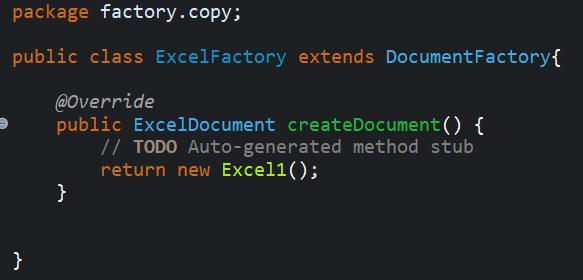 package factory.copy;
public class ExcelFactory extends DocumentFactory{
@Override
public ExcelDocument createDocument() {
// TODO Auto-generated method stub
return new Excel1();
}
}